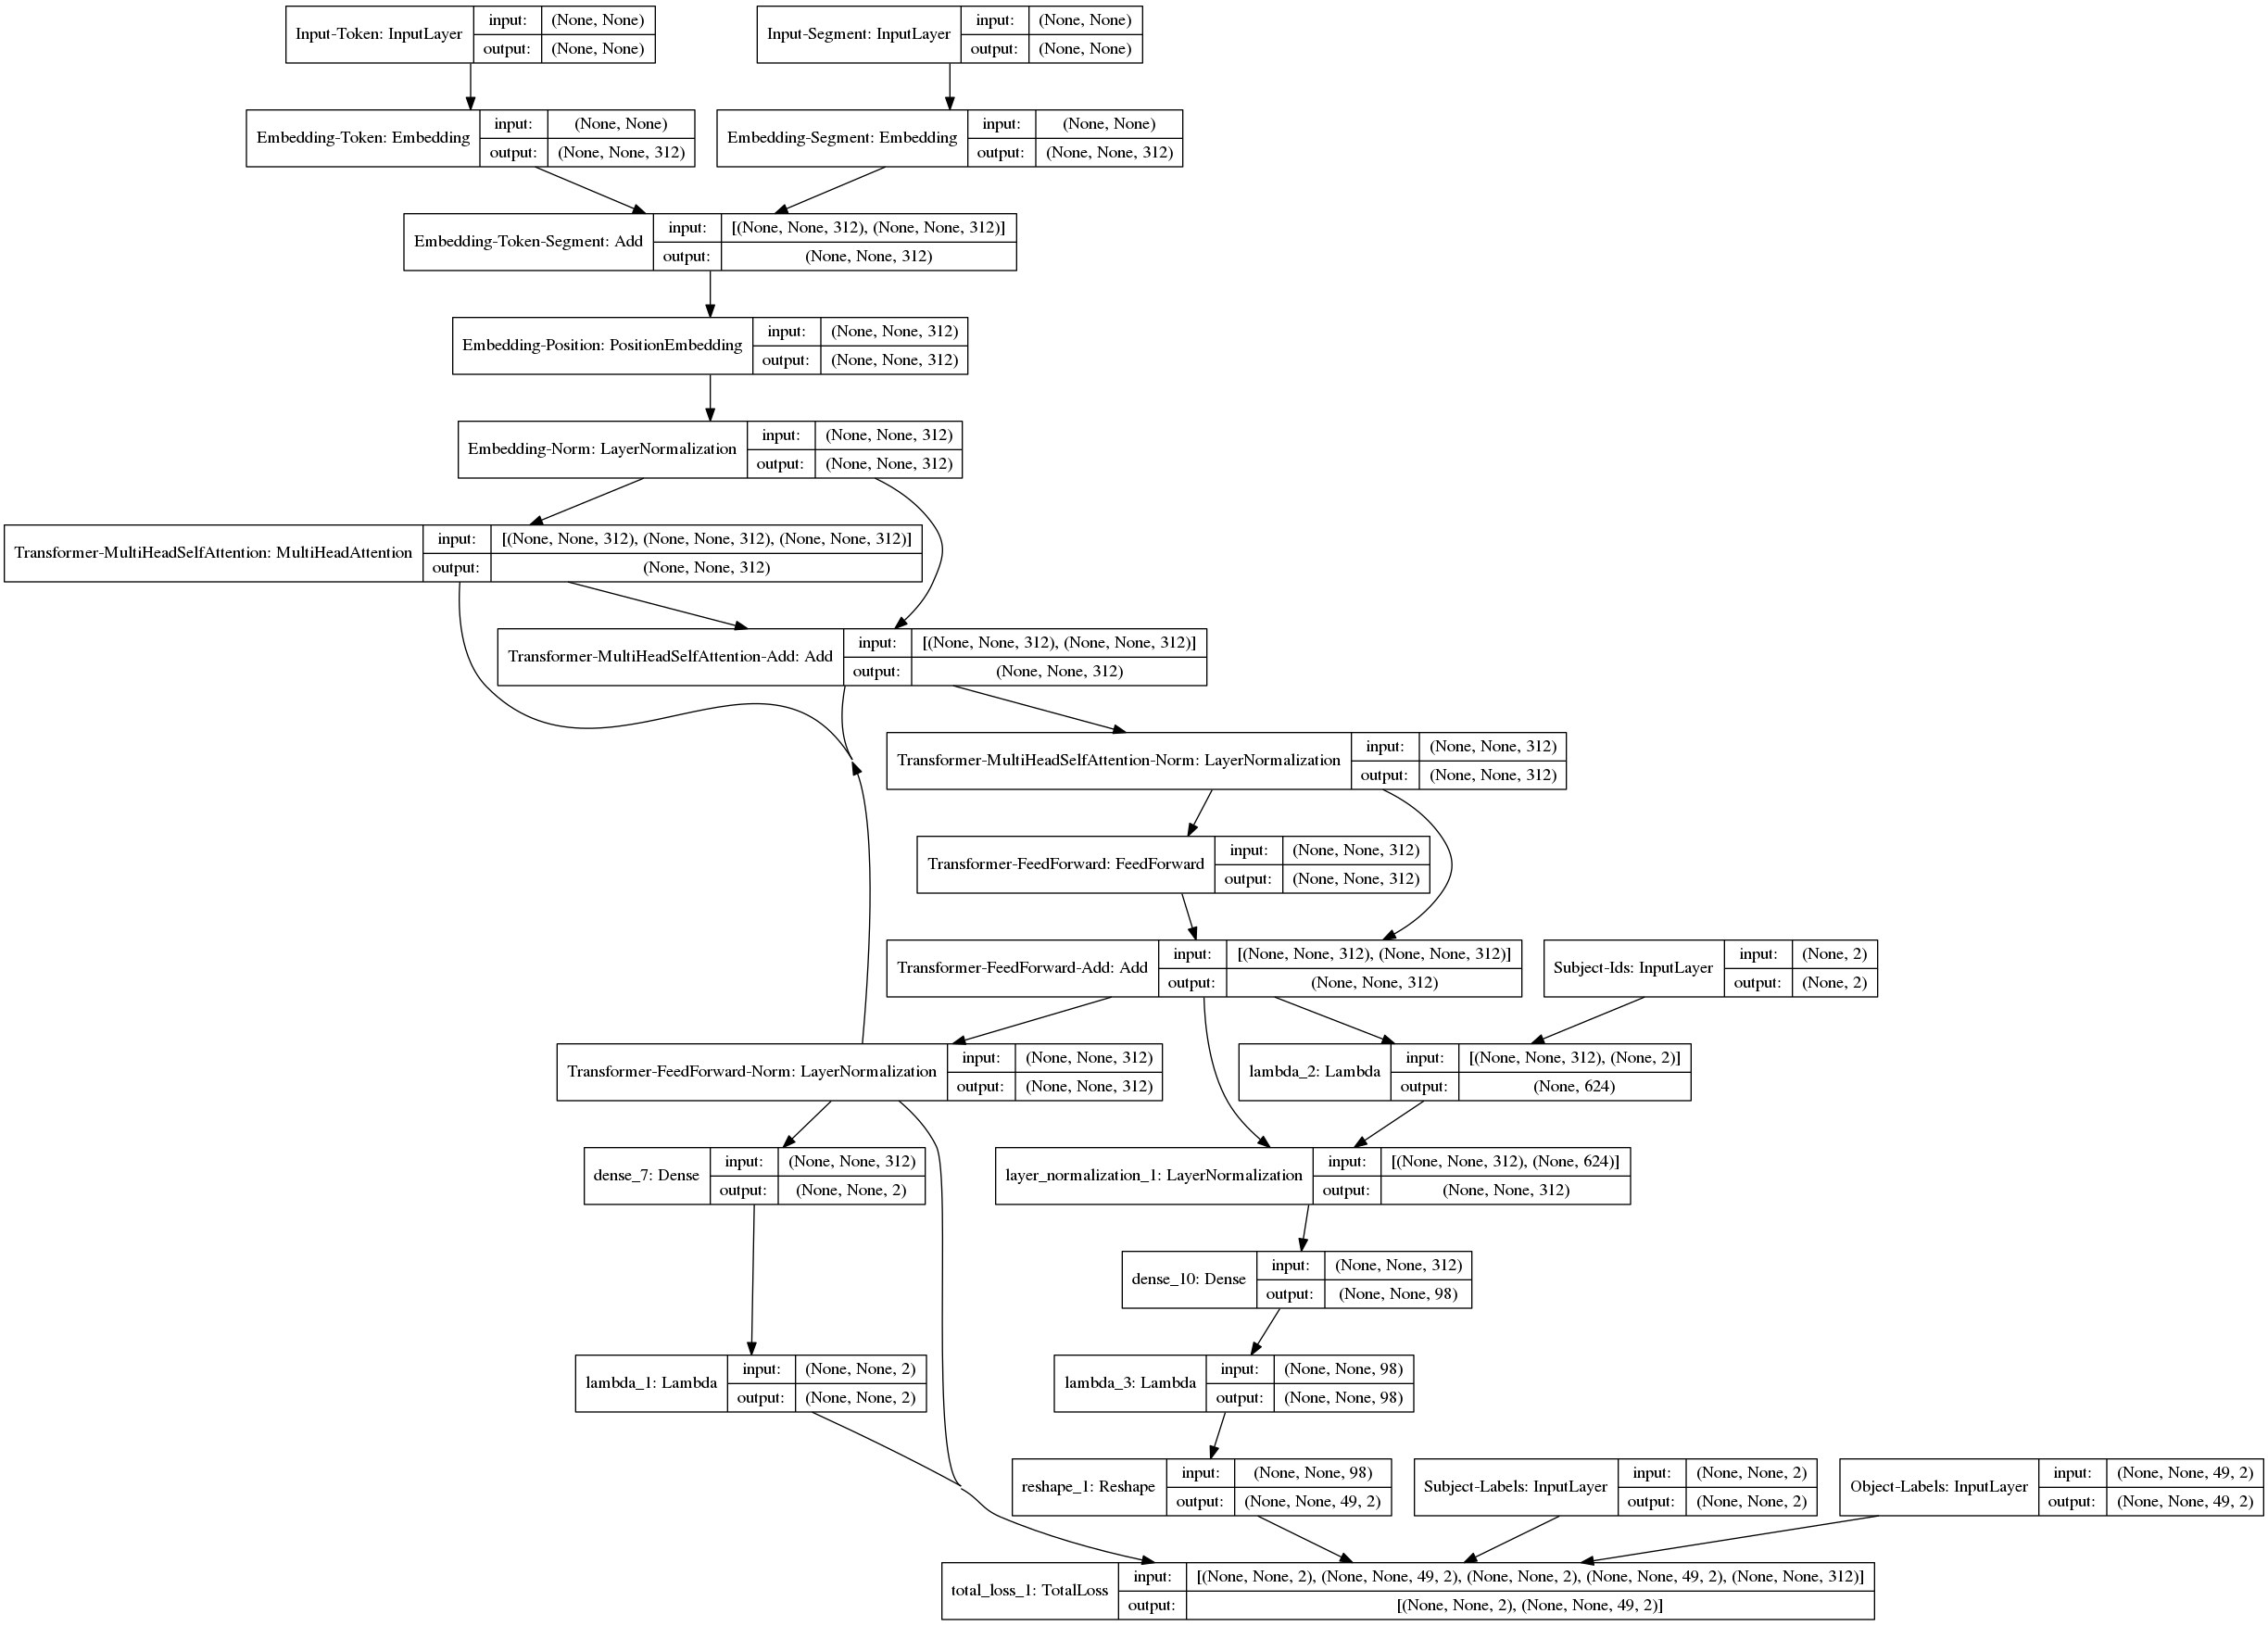 Input-Token: InputLayer
input: (None, None)
output: (None, None)
Input-Segment: InputLayer
input: (None, None)
output: (None, None)
Embedding-Token: Embedding
input: (None, None)
output: (None, None, 312)
Embedding-Segment: Embedding
input: (None, None)
output: (None, None, 312)
Embedding-Token-Segment: Add
input: [(None, None, 312), (None, None, 312)]
output: (None, None, 312)
Embedding-Position: PositionEmbedding
input: (None, None, 312)
output: (None, None, 312)
Embedding-Norm: LayerNormalization
input: (None, None, 312)
output: (None, None, 312)
Transformer-MultiHeadSelfAttention: MultiHeadAttention
input: [(None, None, 312), (None, None, 312), (None, None, 312)]
output: (None, None, 312)
Transformer-MultiHeadSelfAttention-Add: Add
input: [(None, None, 312), (None, None, 312)]
output: (None, None, 312)
Transformer-MultiHeadSelfAttention-Norm: LayerNormalization
input: (None, None, 312)
output: (None, None, 312)
Transformer-FeedForward: FeedForward
input: (None, None, 312)
output: (None, None, 312)
Transformer-FeedForward-Add: Add
input: [(None, None, 312), (None, None, 312)]
output: (None, None, 312)
Subject-Ids: InputLayer
input: (None, 2)
output: (None, 2)
Transformer-FeedForward-Norm: LayerNormalization
input: (None, None, 312)
output: (None, None, 312)
lambda_2: Lambda
input: [(None, None, 312), (None, 2)]
output: (None, 624)
dense_7: Dense
input: (None, None, 312)
output: (None, None, 2)
layer_normalization_1: LayerNormalization
input: [(None, None, 312), (None, 624)]
output: (None, None, 312)
dense_10: Dense
input: (None, None, 312)
output: (None, None, 98)
lambda_1: Lambda
input: (None, None, 2)
output: (None, None, 2)
lambda_3: Lambda
input: (None, None, 98)
output: (None, None, 98)
reshape_1: Reshape
input: (None, None, 98)
output: (None, None, 49, 2)
Subject-Labels: InputLayer
input: (None, None, 2)
output: (None, None, 2)
Object-Labels: InputLayer
input: (None, None, 49, 2)
output: (None, None, 49, 2)
total_loss_1: TotalLoss
input: [(None, None, 2), (None, None, 49, 2), (None, None, 2), (None, None, 49, 2), (None, None, 312)]
output: [(None, None, 2), (None, None, 49, 2)]